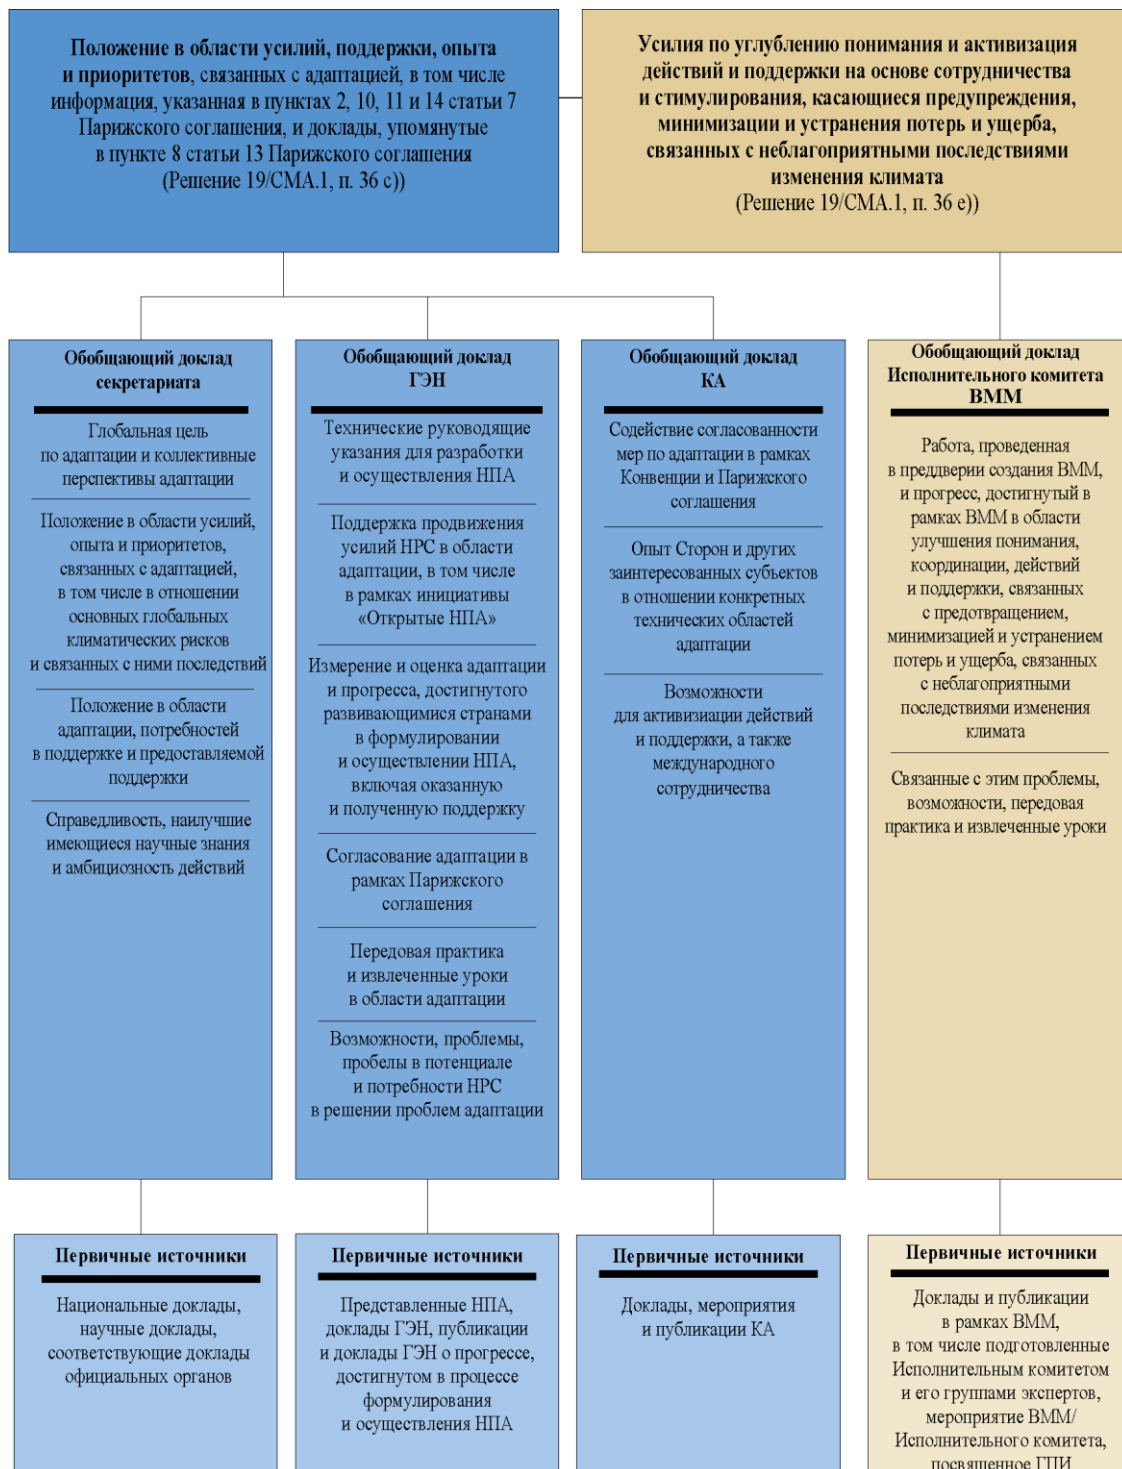 Положение в области усилий, поддержки, опыта
и приоритетов, связанных с адаптацией, в том числе
информация, указанная в пунктах 2, 10, 11 и 14 статьи 7
Парижского соглашения, и доклады, упомянутые
в пункте 8 статьи 13 Парижского соглашения
(Решение 19/CMA.1, п. 36 c))
Усилия по углублению понимания и активизация
действий и поддержки на основе сотрудничества
и стимулирования, касающиеся предупреждения,
минимизации и устранения потерь и ущерба,
связанных с неблагоприятными последствиями
изменения климата
(Решение 19/CMA.1, п. 36 e))
Обобщающий доклад
секретариата
Глобальная цель
по адаптации и коллективные
перспективы адаптации
Положение в области усилий,
опыта и приоритетов,
связанных с адаптацией,
в том числе в отношении
основных глобальных
климатических рисков
и связанных с ними последствий
Положение в области
адаптации, потребностей
в поддержке и предоставляемой
поддержки
Справедливость, наилучшие
имеющиеся научные знания
и амбициозность действий
Обобщающий доклад
ГЭН
Технические руководящие
указания для разработки
и осуществления НПА
Поддержка продвижения
усилий НРС в области
адаптации, в том числе
в рамках инициативы
«Открытые НПА»
Измерение и оценка адаптации
и прогресса, достигнутого
развивающимися странами
в формулировании
и осуществлении НПА,
включая оказанную
и полученную поддержку
Согласование адаптации в
рамках Парижского
соглашения
Передовая практика
и извлеченные уроки
в области адаптации
Возможности, проблемы,
пробелы в потенциале
и потребности НРС
в решении проблем адаптации
Обобщающий доклад
КА
Содействие согласованности
мер по адаптации в рамках
Конвенции и Парижского
соглашения
Опыт Сторон и других
заинтересованных субъектов
в отношении конкретных
технических областей
адаптации
Возможности
для активизиации действий
и поддержки, а также
международного
сотрудничества
Обобщающий доклад
Исполнительного комитета
ВММ
Работа, проведенная
в преддверии создания ВММ,
и прогресс, достигнутый в
рамках ВММ в области
улучшения понимания,
координации, действий
и поддержки, связанных
с предотвращением,
минимизацией и устранением
потерь и ущерба, связанных
с неблагоприятными
последствиями изменения
климата
Связанные с этим проблемы,
возможности, передовая
практика и извлеченные уроки
Первичные источники
Национальные доклады,
научные доклады,
соответствующие доклады
официальных органов
Первичные источники
Представленные НПА,
доклады ГЭН, публикации
и доклады ГЭН о прогрессе,
достигнутом в процессе
формулирования
и осуществления НПА
Первичные источники
Доклады, мероприятия
и публикации КА
Первичные источники
Доклады и публикации
в рамках ВММ,
в том числе подготовленные
Исполнительным комитетом
и его группами экспертов,
мероприятие ВММ/
Исполнительного комитета,
посвященное ГПИ